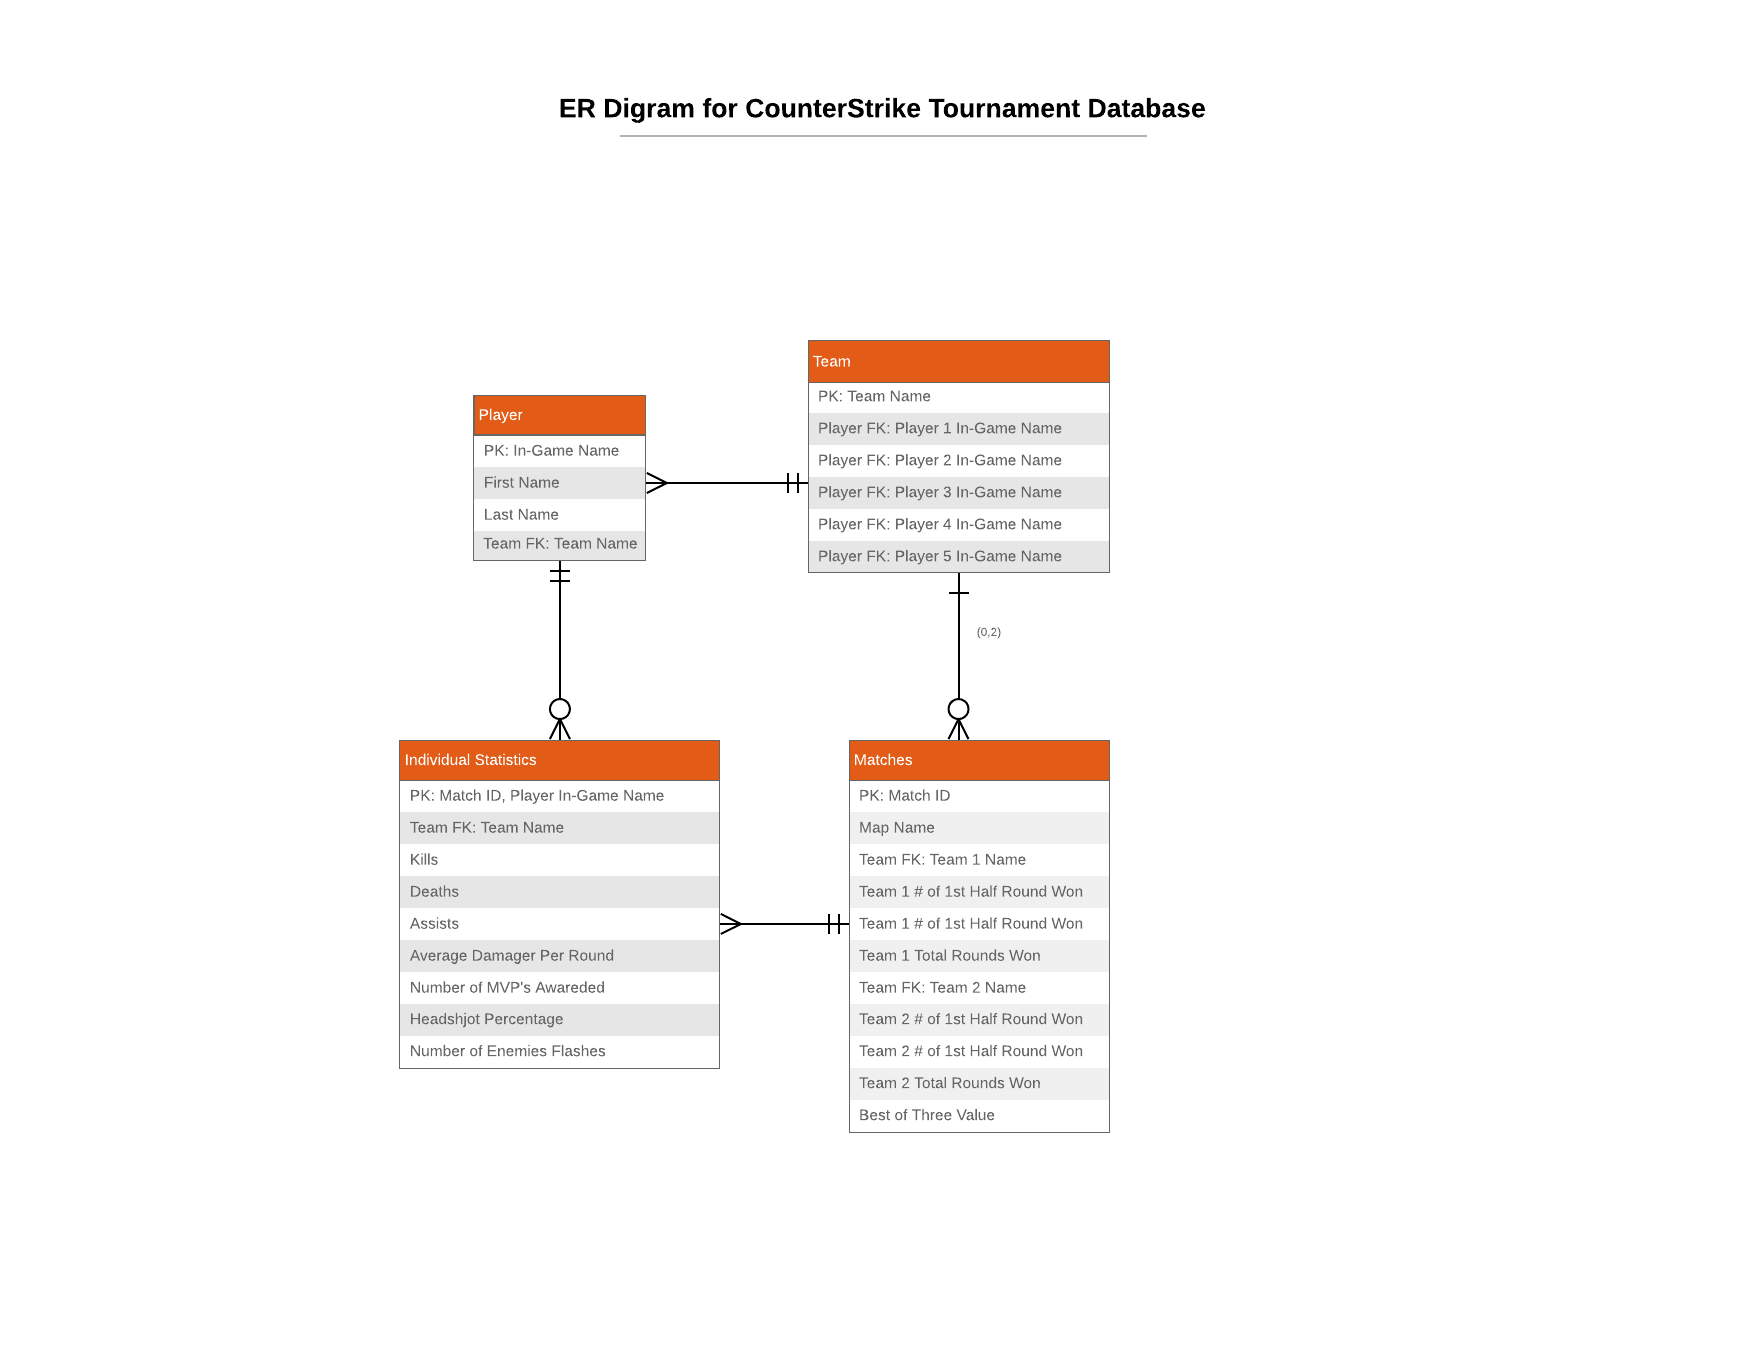 ER Digram for CounterStrike Tournament Database
Team
PK: Team Name
Player FK: Player 1 In-Game Name
Player FK: Player 2 In-Game Name
Player FK: Player 3 In-Game Name
Player FK: Player 4 In-Game Name
Player FK: Player 5 In-Game Name
Player
PK: In-Game Name
First Name
Last Name
Team FK: Team Name
(0,2)
Individual Statistics
PK: Match ID, Player In-Game Name
Team FK: Team Name
Kills
Deaths
Assists
Average Damager Per Round
Number of MVP's Awareded
Headshjot Percentage
Number of Enemies Flashes
Matches
PK: Match ID
Map Name
Team FK: Team 1 Name
Team 1 # of 1st Half Round Won
Team 1 # of 1st Half Round Won
Team 1 Total Rounds Won
Team FK: Team 2 Name
Team 2 # of 1st Half Round Won
Team 2 # of 1st Half Round Won
Team 2 Total Rounds Won
Best of Three Value